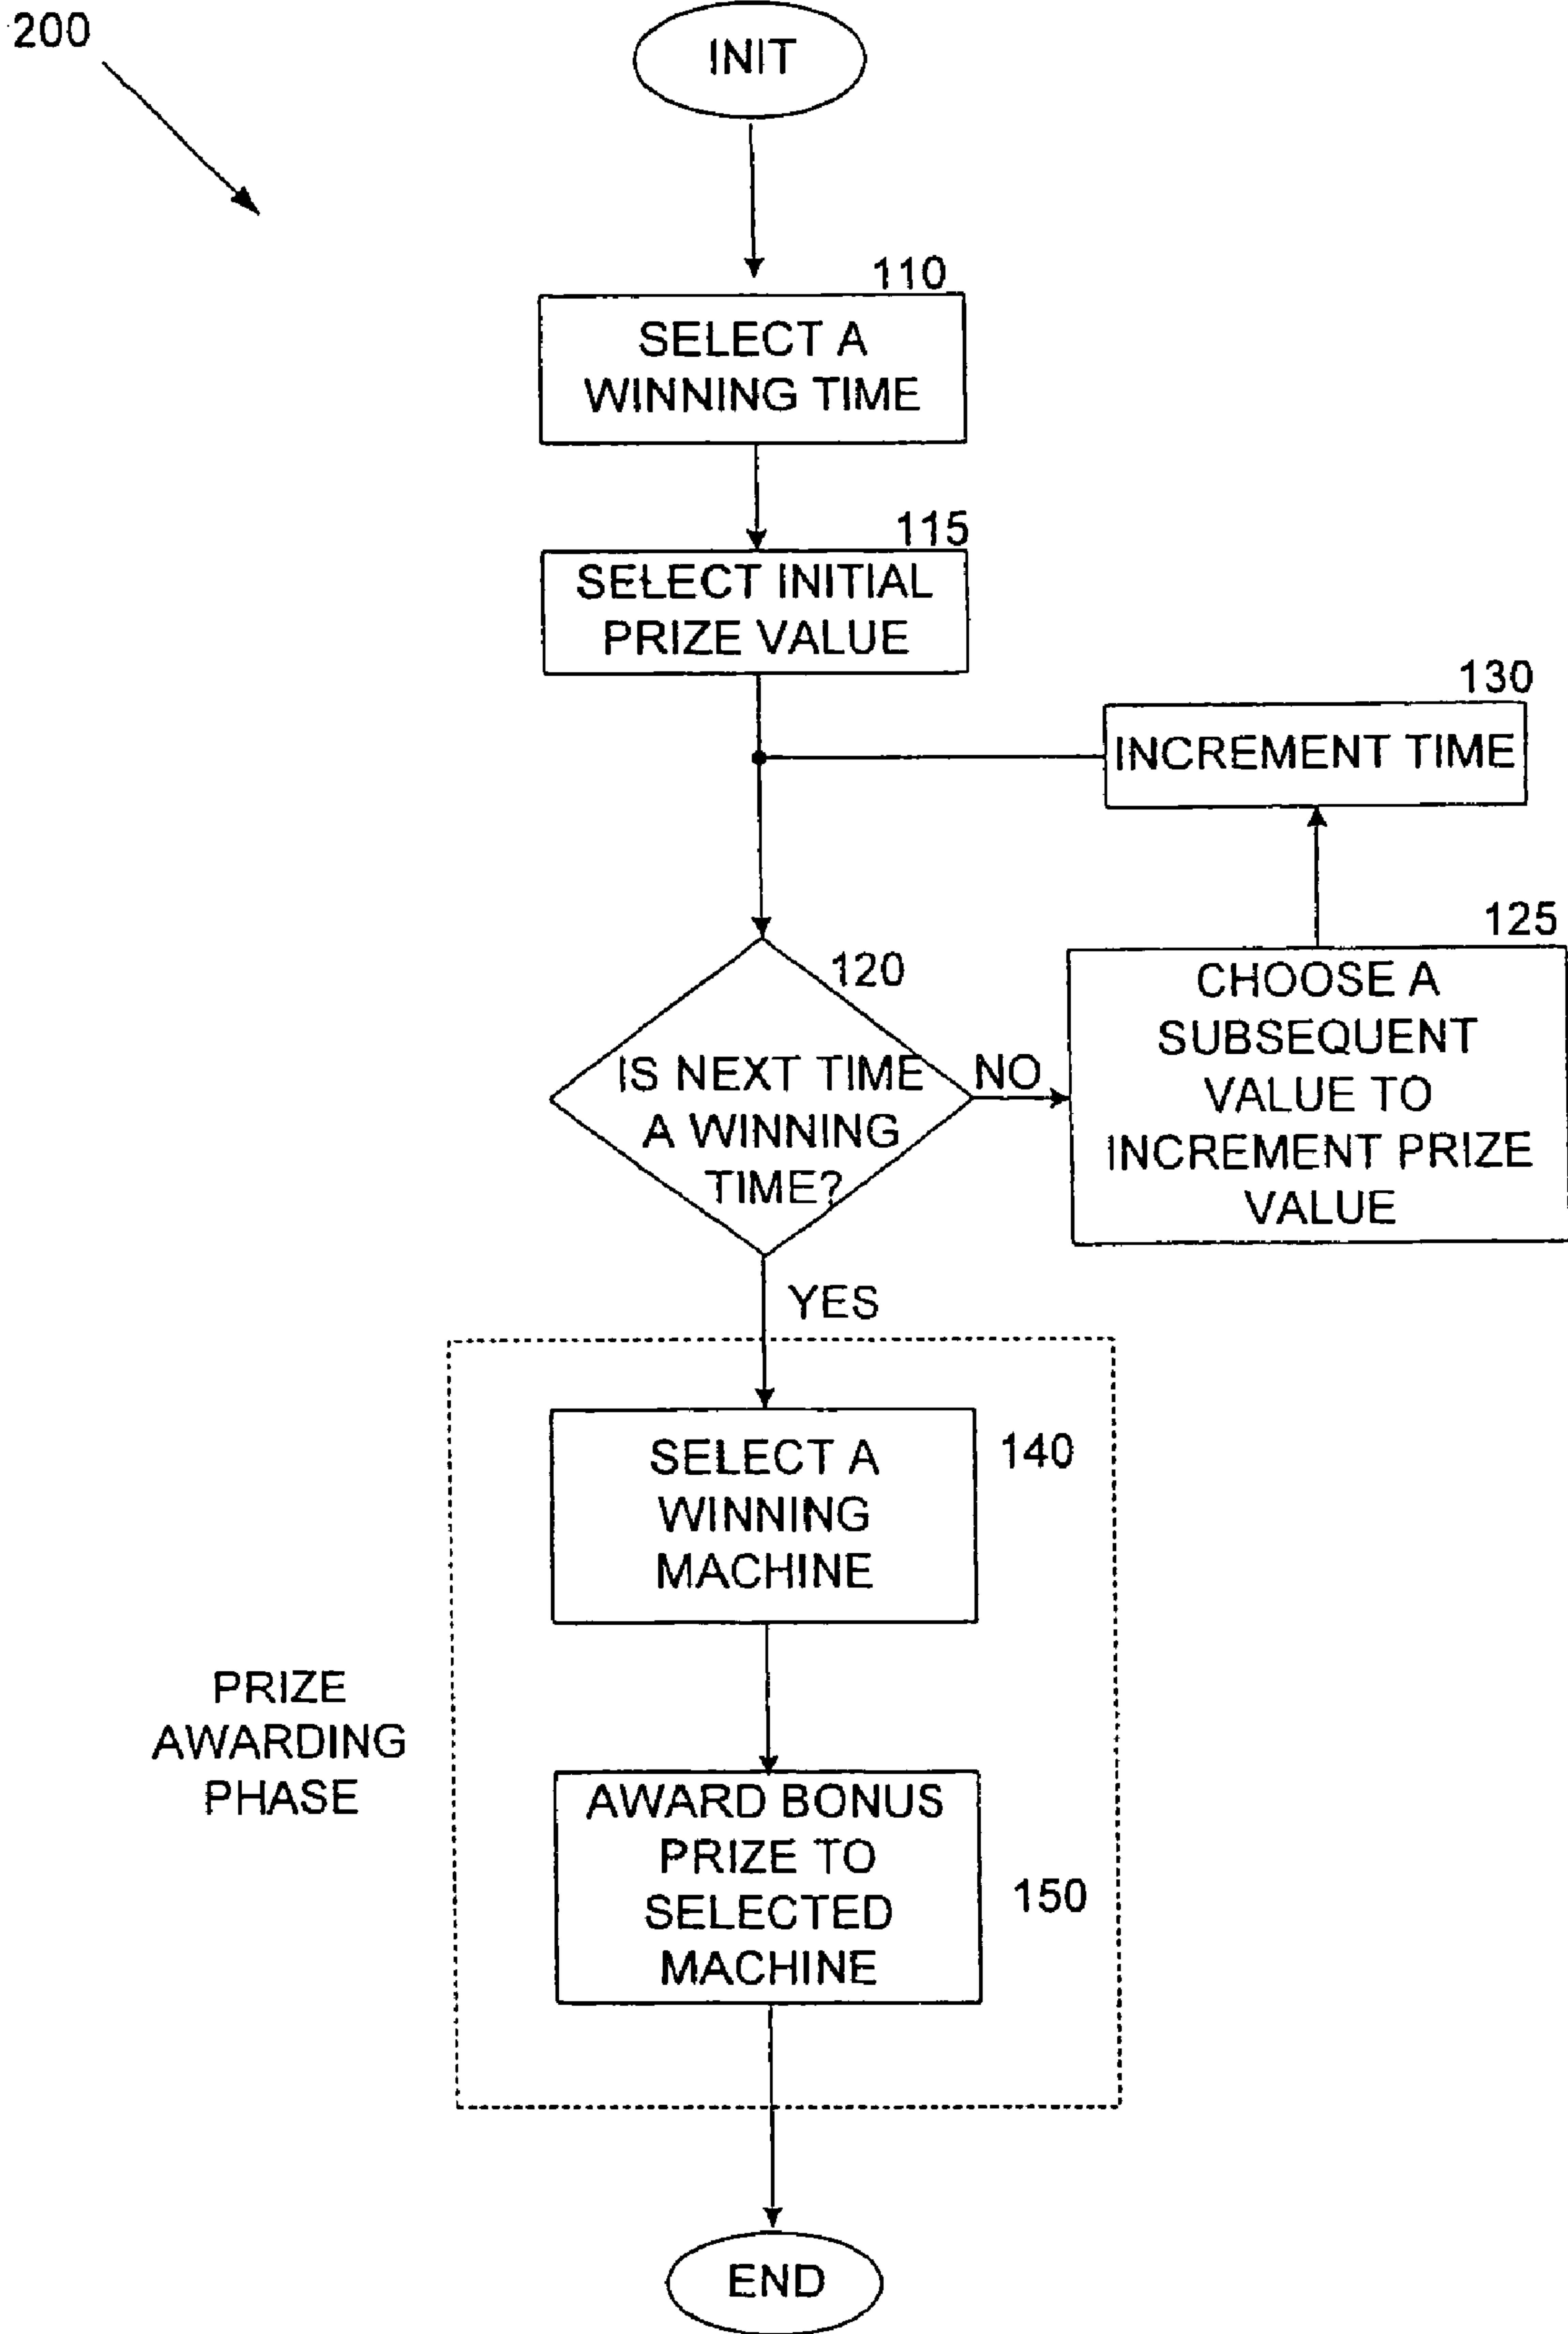 200
INIT
110
SELECT A
WINNING TIME
115
SELECT INITIAL
PRIZE VALUE
130
INCREMENT TIME
125
CHOOSE A
SUBSEQUENT
VALUE TO
INCREMENT PRIZE
VALUE
120
IS NEXT TIME
A WINNING
TIME?
NO
YES
140
SELECT A
WINNING
MACHINE
PRIZE
AWARDING
PHASE
AWARD BONUS
PRIZE TO
SELECTED
MACHINE
150
END